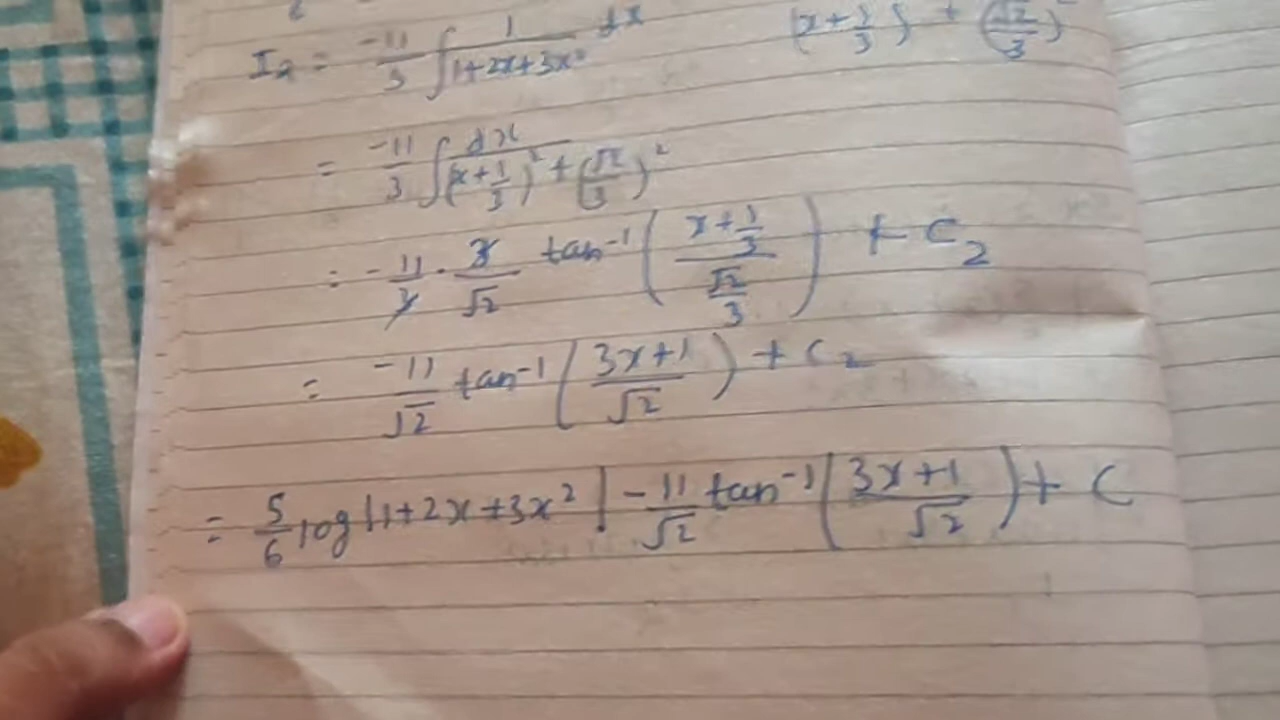 I₂ = -11/3 ∫ 1/(1+2x+3x²) dx (x+1/3) + (√2/3)²
= -11/3 ∫ dx/((x+1/3)² + (√2/3)²)
= -11/3 · 3/√2 tan⁻¹((x+1/3)/(√2/3)) + C₂
= -11/√2 tan⁻¹((3x+1)/√2) + C₂
= 5/6 log|1+2x+3x²| - 11/√2 tan⁻¹((3x+1)/√2) + C